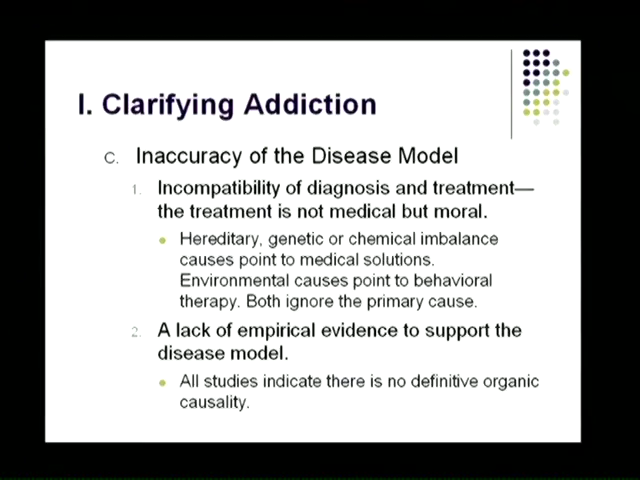 I. Clarifying Addiction
C. Inaccuracy of the Disease Model
1. Incompatibility of diagnosis and treatment—
the treatment is not medical but moral.
Hereditary, genetic or chemical imbalance
causes point to medical solutions.
Environmental causes point to behavioral
therapy. Both ignore the primary cause.
2. A lack of empirical evidence to support the
disease model.
All studies indicate there is no definitive organic
causality.